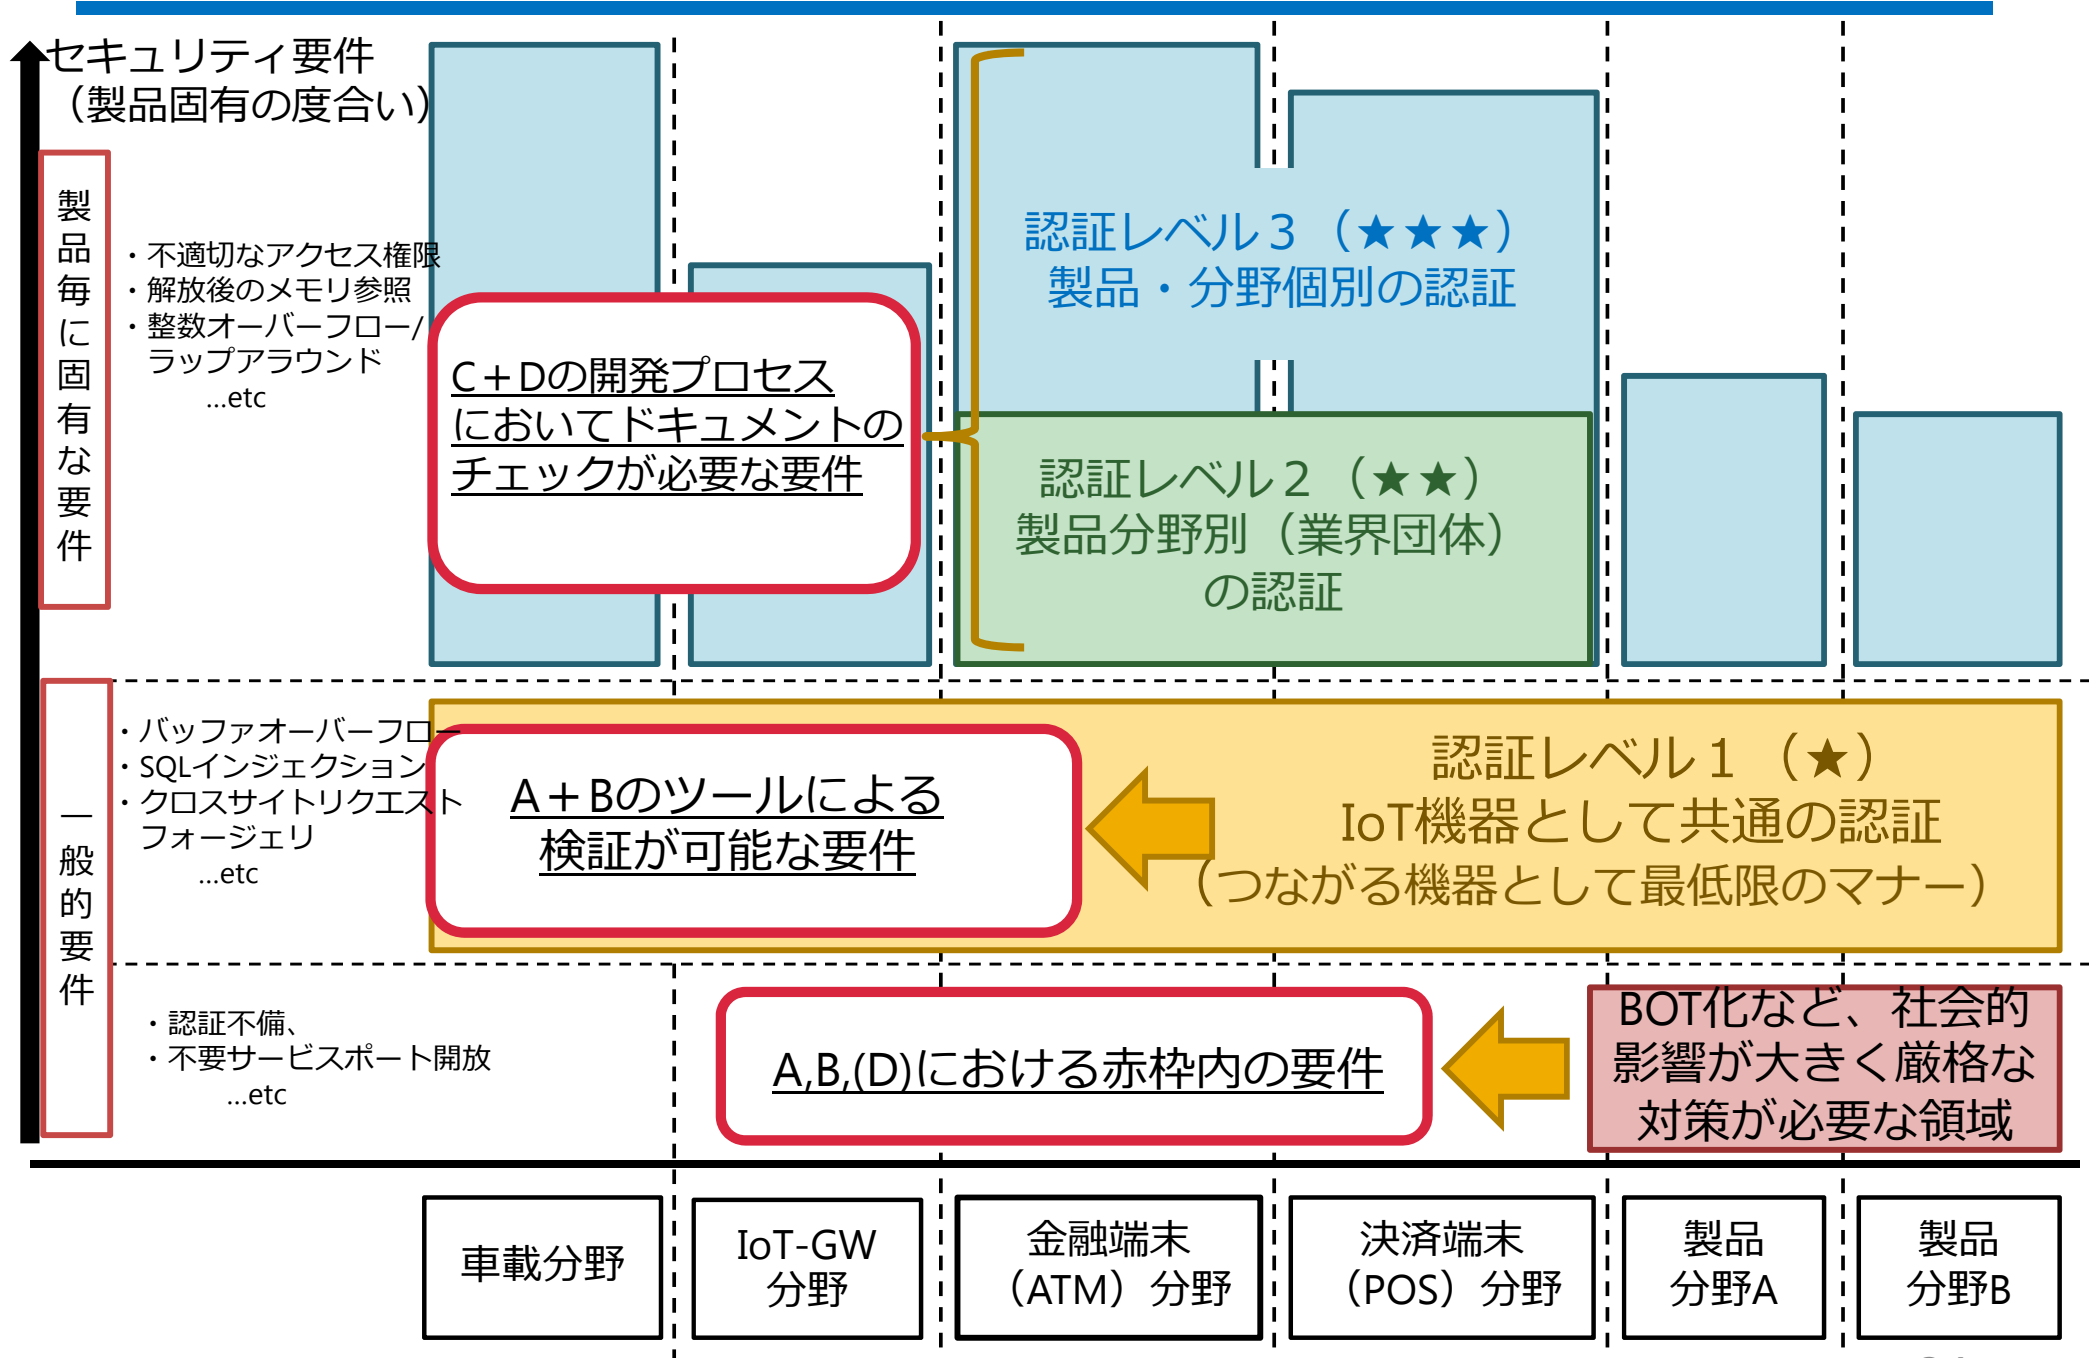 セキュリティ要件
（製品固有の度合い）
製品毎に固有な要件
・不適切なアクセス権限
・解放後のメモリ参照
・整数オーバーフロー/
ラップアラウンド
…etc
C＋Dの開発プロセス
においてドキュメントの
チェックが必要な要件
認証レベル３（★★★）
製品・分野個別の認証
認証レベル２（★★）
製品分野別（業界団体）
の認証
一般的要件
・バッファオーバーフロー
・SQLインジェクション
・クロスサイトリクエスト
フォージェリ
…etc
A＋Bのツールによる
検証が可能な要件
認証レベル１（★）
IoT機器として共通の認証
（つながる機器として最低限のマナー）
・認証不備、
・不要サービスポート開放
…etc
A,B,(D)における赤枠内の要件
BOT化など、社会的
影響が大きく厳格な
対策が必要な領域
車載分野
IoT-GW
分野
金融端末
（ATM）分野
決済端末
（POS）分野
製品
分野A
製品
分野B